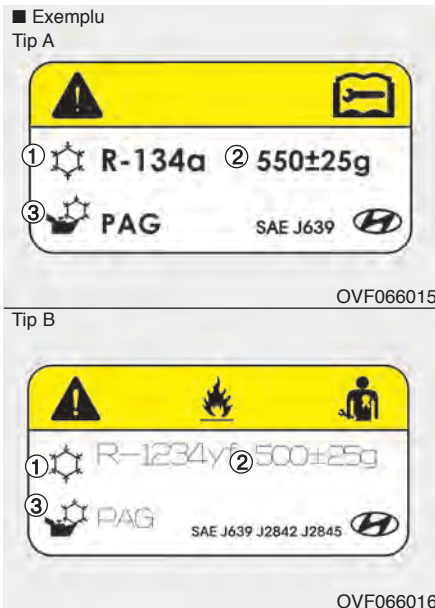 ■ Exemplu
Tip A
① R-134a ② 550±25g
③ PAG SAE J639
OVF066015
Tip B
① R-1234yf ② 500±25g
③ PAG SAE J639 J2842 J2845
OVF066016